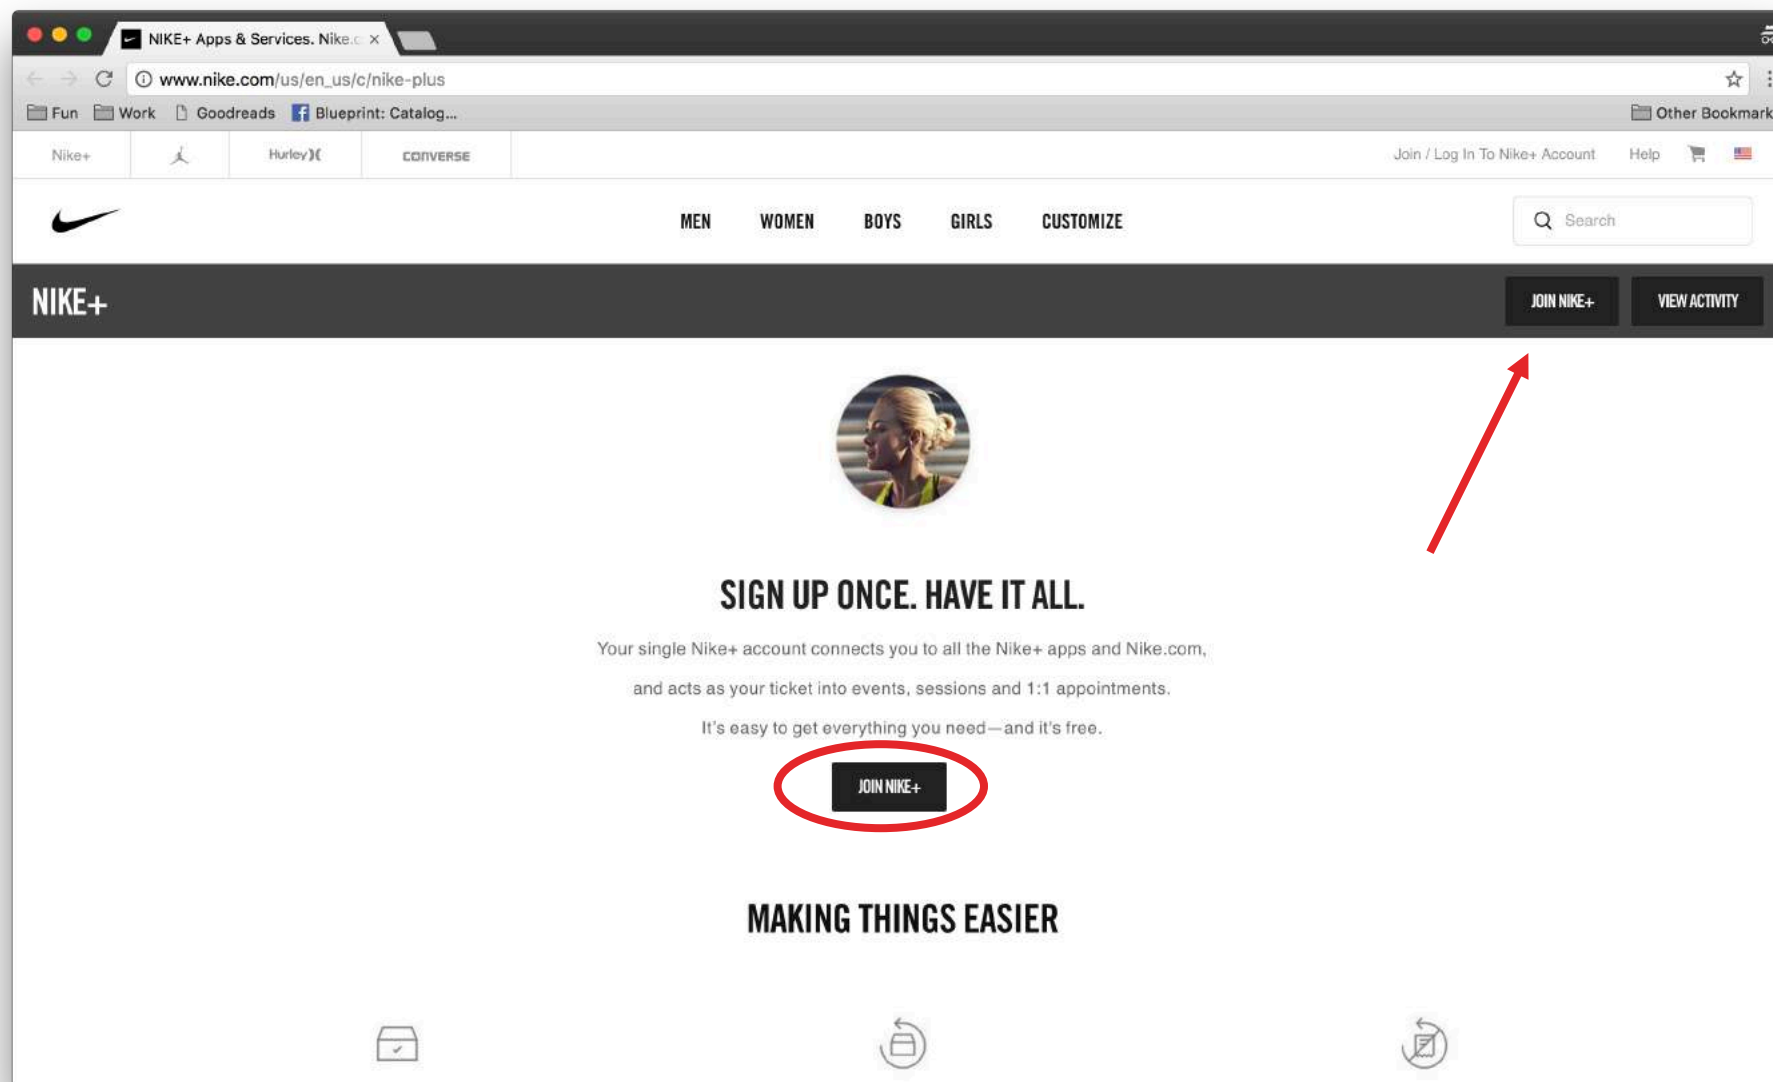 NIKE+ Apps & Services. Nike.c
www.nike.com/us/en_us/c/nike-plus
Fun Work Goodreads Blueprint: Catalog... Other Bookmark
Nike+ Hurley CONVERSE Join / Log In To Nike+ Account Help
MEN WOMEN BOYS GIRLS CUSTOMIZE Search
NIKE+ JOIN NIKE+ VIEW ACTIVITY
SIGN UP ONCE. HAVE IT ALL.
Your single Nike+ account connects you to all the Nike+ apps and Nike.com,
and acts as your ticket into events, sessions and 1:1 appointments.
It's easy to get everything you need—and it's free.
JOIN NIKE+
MAKING THINGS EASIER